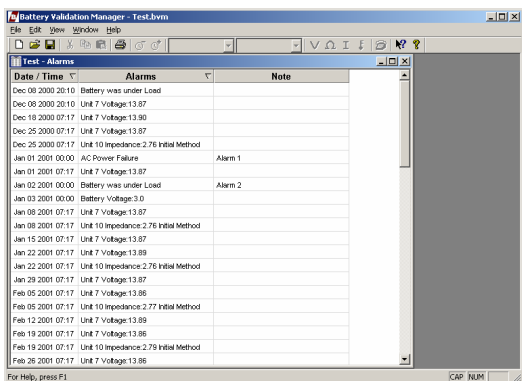 Battery Validation Manager - Test.bvm
File Edit View Window Help
V Ω I
Test - Alarms
Date / Time Alarms Note
Dec 08 2000 20:10 Battery was under Load
Dec 08 2000 20:10 Unit 7 Voltage:13.87
Dec 18 2000 07:17 Unit 7 Voltage:13.90
Dec 25 2000 07:17 Unit 7 Voltage:13.87
Dec 25 2000 07:17 Unit 10 Impedance:2.76 Initial Method
Jan 01 2001 00:00 AC Power Failure Alarm 1
Jan 01 2001 07:17 Unit 7 Voltage:13.87
Jan 02 2001 00:00 Battery was under Load Alarm 2
Jan 03 2001 00:00 Battery Voltage:3.0
Jan 08 2001 07:17 Unit 7 Voltage:13.87
Jan 08 2001 07:17 Unit 10 Impedance:2.76 Initial Method
Jan 15 2001 07:17 Unit 7 Voltage:13.87
Jan 22 2001 07:17 Unit 7 Voltage:13.89
Jan 22 2001 07:17 Unit 10 Impedance:2.76 Initial Method
Jan 29 2001 07:17 Unit 7 Voltage:13.87
Feb 05 2001 07:17 Unit 7 Voltage:13.86
Feb 05 2001 07:17 Unit 10 Impedance:2.77 Initial Method
Feb 12 2001 07:17 Unit 7 Voltage:13.89
Feb 19 2001 07:17 Unit 7 Voltage:13.86
Feb 19 2001 07:17 Unit 10 Impedance:2.79 Initial Method
Feb 26 2001 07:17 Unit 7 Voltage:13.86
For Help, press F1 CAP NUM